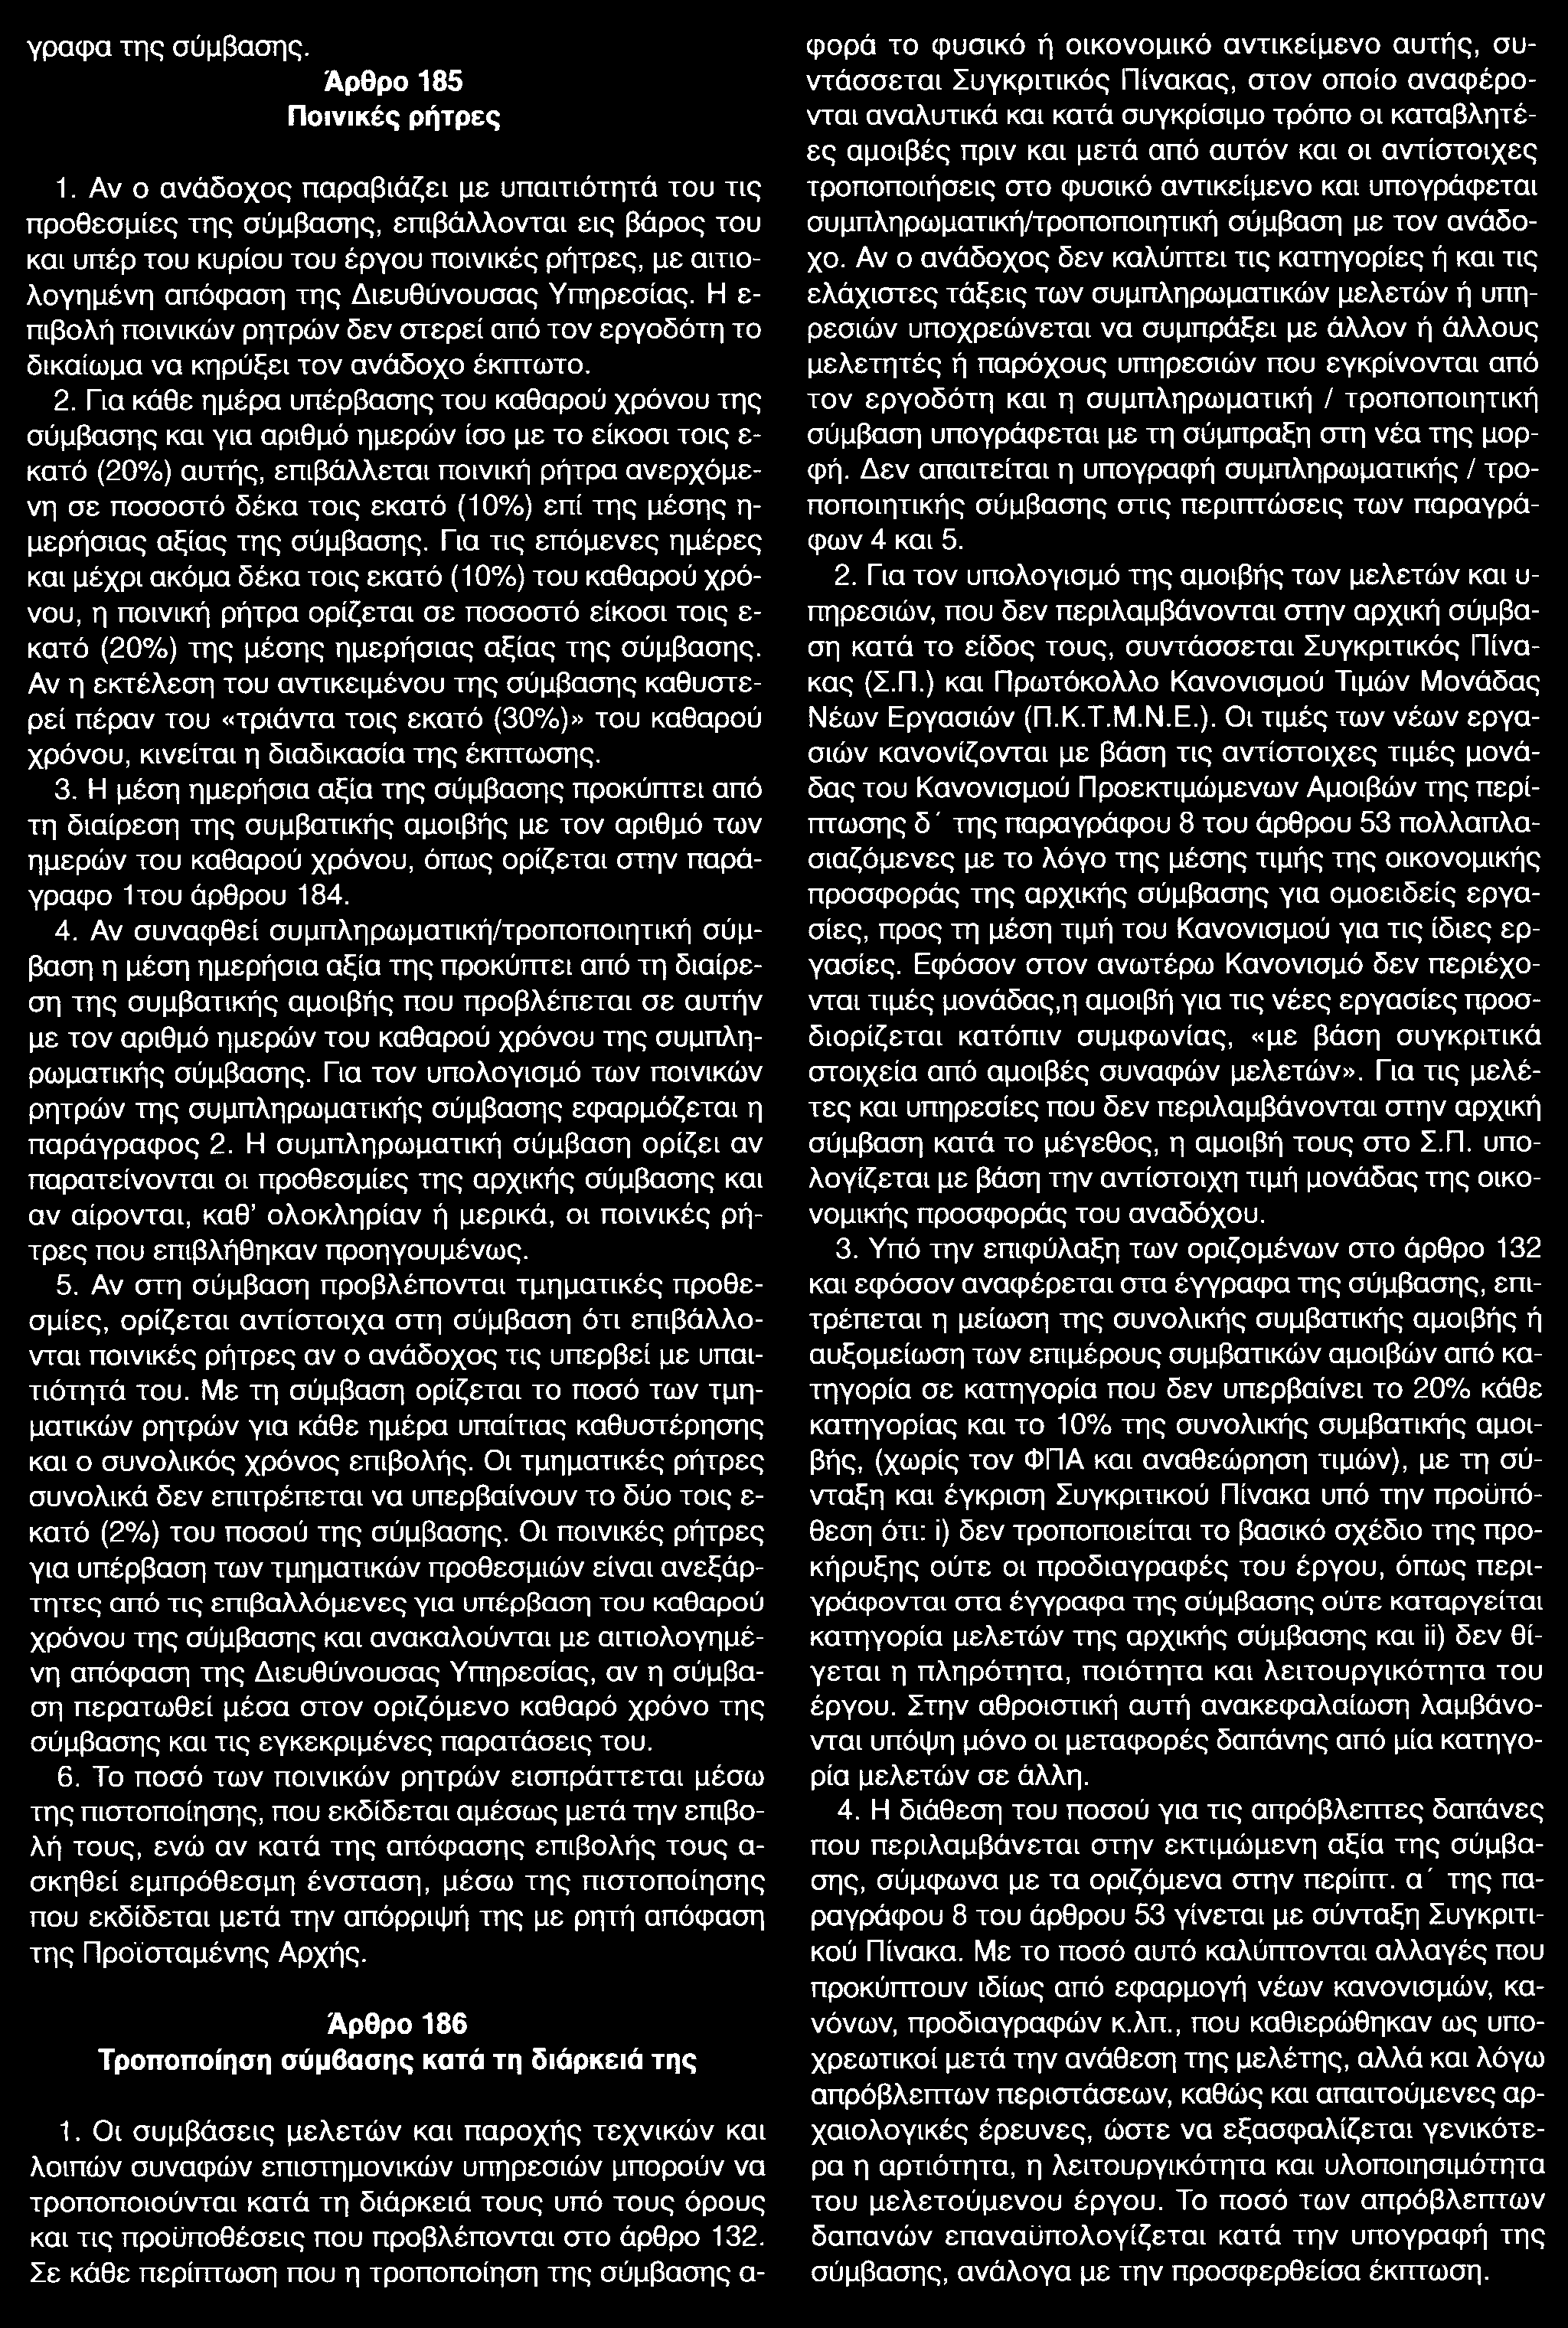 γραφα της σύμβασης.
Άρθρο 185
Ποινικές ρήτρες
1. Αν ο ανάδοχος παραβιάζει με υπαιτιότητά του τις
προθεσμίες της σύμβασης, επιβάλλονται εις βάρος του
και υπέρ του κυρίου του έργου ποινικές ρήτρες, με αιτιο-
λογημένη απόφαση της Διευθύνουσας Υπηρεσίας. Η ε-
πιβολή ποινικών ρητρών δεν στερεί από τον εργοδότη το
δικαίωμα να κηρύξει τον ανάδοχο έκπτωτο.
2. Για κάθε ημέρα υπέρβασης του καθαρού χρόνου της
σύμβασης και για αριθμό ημερών ίσο με το είκοσι τοις ε-
κατό (20%) αυτής, επιβάλλεται ποινική ρήτρα ανερχόμε-
νη σε ποσοστό δέκα τοις εκατό (10%) επί της μέσης η-
μερήσιας αξίας της σύμβασης. Για τις επόμενες ημέρες
και μέχρι ακόμα δέκα τοις εκατό (10%) του καθαρού χρό-
νου, η ποινική ρήτρα ορίζεται σε ποσοστό είκοσι τοις ε-
κατό (20%) της μέσης ημερήσιας αξίας της σύμβασης.
Αν η εκτέλεση του αντικειμένου της σύμβασης καθυστε-
ρεί πέραν του «τριάντα τοις εκατό (30%)» του καθαρού
χρόνου, κινείται η διαδικασία της έκπτωσης.
3. Η μέση ημερήσια αξία της σύμβασης προκύπτει από
τη διαίρεση της συμβατικής αμοιβής με τον αριθμό των
ημερών του καθαρού χρόνου, όπως ορίζεται στην παρά-
γραφο 1του άρθρου 184.
4. Αν συναφθεί συμπληρωματική/τροποποιητική σύμ-
βαση η μέση ημερήσια αξία της προκύπτει από τη διαίρε-
ση της συμβατικής αμοιβής που προβλέπεται σε αυτήν
με τον αριθμό ημερών του καθαρού χρόνου της συμπλη-
ρωματικής σύμβασης. Για τον υπολογισμό των ποινικών
ρητρών της συμπληρωματικής σύμβασης εφαρμόζεται η
παράγραφος 2. Η συμπληρωματική σύμβαση ορίζει αν
παρατείνονται οι προθεσμίες της αρχικής σύμβασης και
αν αίρονται, καθ’ ολοκληρίαν ή μερικά, οι ποινικές ρή-
τρες που επιβλήθηκαν προηγουμένως.
5. Αν στη σύμβαση προβλέπονται τμηματικές προθε-
σμίες, ορίζεται αντίστοιχα στη σύμβαση ότι επιβάλλο-
νται ποινικές ρήτρες αν ο ανάδοχος τις υπερβεί με υπαι-
τιότητά του. Με τη σύμβαση ορίζεται το ποσό των τμη-
ματικών ρητρών για κάθε ημέρα υπαίτιας καθυστέρησης
και ο συνολικός χρόνος επιβολής. Οι τμηματικές ρήτρες
συνολικά δεν επιτρέπεται να υπερβαίνουν το δύο τοις ε-
κατό (2%) του ποσού της σύμβασης. Οι ποινικές ρήτρες
για υπέρβαση των τμηματικών προθεσμιών είναι ανεξάρ-
τητες από τις επιβαλλόμενες για υπέρβαση του καθαρού
χρόνου της σύμβασης και ανακαλούνται με αιτιολογημέ-
νη απόφαση της Διευθύνουσας Υπηρεσίας, αν η σύμβα-
ση περατωθεί μέσα στον οριζόμενο καθαρό χρόνο της
σύμβασης και τις εγκεκριμένες παρατάσεις του.
6. Το ποσό των ποινικών ρητρών εισπράττεται μέσω
της πιστοποίησης, που εκδίδεται αμέσως μετά την επιβο-
λή τους, ενώ αν κατά της απόφασης επιβολής τους α-
σκηθεί εμπρόθεσμη ένσταση, μέσω της πιστοποίησης
που εκδίδεται μετά την απόρριψή της με ρητή απόφαση
της Προϊσταμένης Αρχής.
Άρθρο 186
Τροποποίηση σύμβασης κατά τη διάρκειά της
1. Οι συμβάσεις μελετών και παροχής τεχνικών και
λοιπών συναφών επιστημονικών υπηρεσιών μπορούν να
τροποποιούνται κατά τη διάρκειά τους υπό τους όρους
και τις προϋποθέσεις που προβλέπονται στο άρθρο 132.
Σε κάθε περίπτωση που η τροποποίηση της σύμβασης α-
φορά το φυσικό ή οικονομικό αντικείμενο αυτής, συ-
ντάσσεται Συγκριτικός Πίνακας, στον οποίο αναφέρο-
νται αναλυτικά και κατά συγκρίσιμο τρόπο οι καταβλητέ-
ες αμοιβές πριν και μετά από αυτόν και οι αντίστοιχες
τροποποιήσεις στο φυσικό αντικείμενο και υπογράφεται
συμπληρωματική/τροποποιητική σύμβαση με τον ανάδο-
χο. Αν ο ανάδοχος δεν καλύπτει τις κατηγορίες ή και τις
ελάχιστες τάξεις των συμπληρωματικών μελετών ή υπη-
ρεσιών υποχρεώνεται να συμπράξει με άλλον ή άλλους
μελετητές ή παρόχους υπηρεσιών που εγκρίνονται από
τον εργοδότη και η συμπληρωματική / τροποποιητική
σύμβαση υπογράφεται με τη σύμπραξη στη νέα της μορ-
φή. Δεν απαιτείται η υπογραφή συμπληρωματικής / τρο-
ποποιητικής σύμβασης στις περιπτώσεις των παραγρά-
φων 4 και 5.
2. Για τον υπολογισμό της αμοιβής των μελετών και υ-
πηρεσιών, που δεν περιλαμβάνονται στην αρχική σύμβα-
ση κατά το είδος τους, συντάσσεται Συγκριτικός Πίνα-
κας (Σ.Π.) και Πρωτόκολλο Κανονισμού Τιμών Μονάδας
Νέων Εργασιών (Π.Κ.Τ.Μ.Ν.Ε.). Οι τιμές των νέων εργα-
σιών κανονίζονται με βάση τις αντίστοιχες τιμές μονά-
δας του Κανονισμού Προεκτιμώμενων Αμοιβών της περί-
πτωσης δ΄ της παραγράφου 8 του άρθρου 53 πολλαπλα-
σιαζόμενες με το λόγο της μέσης τιμής της οικονομικής
προσφοράς της αρχικής σύμβασης για ομοειδείς εργα-
σίες, προς τη μέση τιμή του Κανονισμού για τις ίδιες ερ-
γασίες. Εφόσον στον ανωτέρω Κανονισμό δεν περιέχο-
νται τιμές μονάδας,η αμοιβή για τις νέες εργασίες προσ-
διορίζεται κατόπιν συμφωνίας, «με βάση συγκριτικά
στοιχεία από αμοιβές συναφών μελετών». Για τις μελέ-
τες και υπηρεσίες που δεν περιλαμβάνονται στην αρχική
σύμβαση κατά το μέγεθος, η αμοιβή τους στο Σ.Π. υπο-
λογίζεται με βάση την αντίστοιχη τιμή μονάδας της οικο-
νομικής προσφοράς του αναδόχου.
3. Υπό την επιφύλαξη των οριζομένων στο άρθρο 132
και εφόσον αναφέρεται στα έγγραφα της σύμβασης, επι-
τρέπεται η μείωση της συνολικής συμβατικής αμοιβής ή
αυξομείωση των επιμέρους συμβατικών αμοιβών από κα-
τηγορία σε κατηγορία που δεν υπερβαίνει το 20% κάθε
κατηγορίας και το 10% της συνολικής συμβατικής αμοι-
βής, (χωρίς τον ΦΠΑ και αναθεώρηση τιμών), με τη σύ-
νταξη και έγκριση Συγκριτικού Πίνακα υπό την προϋπό-
θεση ότι: i) δεν τροποποιείται το βασικό σχέδιο της προ-
κήρυξης ούτε οι προδιαγραφές του έργου, όπως περι-
γράφονται στα έγγραφα της σύμβασης ούτε καταργείται
κατηγορία μελετών της αρχικής σύμβασης και ii) δεν θί-
γεται η πληρότητα, ποιότητα και λειτουργικότητα του
έργου. Στην αθροιστική αυτή ανακεφαλαίωση λαμβάνο-
νται υπόψη μόνο οι μεταφορές δαπάνης από μία κατηγο-
ρία μελετών σε άλλη.
4. Η διάθεση του ποσού για τις απρόβλεπτες δαπάνες
που περιλαμβάνεται στην εκτιμώμενη αξία της σύμβα-
σης, σύμφωνα με τα οριζόμενα στην περίπτ. α΄ της πα-
ραγράφου 8 του άρθρου 53 γίνεται με σύνταξη Συγκριτι-
κού Πίνακα. Με το ποσό αυτό καλύπτονται αλλαγές που
προκύπτουν ιδίως από εφαρμογή νέων κανονισμών, κα-
νόνων, προδιαγραφών κ.λπ., που καθιερώθηκαν ως υπο-
χρεωτικοί μετά την ανάθεση της μελέτης, αλλά και λόγω
απρόβλεπτων περιστάσεων, καθώς και απαιτούμενες αρ-
χαιολογικές έρευνες, ώστε να εξασφαλίζεται γενικότε-
ρα η αρτιότητα, η λειτουργικότητα και υλοποιησιμότητα
του μελετούμενου έργου. Το ποσό των απρόβλεπτων
δαπανών επαναϋπολογίζεται κατά την υπογραφή της
σύμβασης, ανάλογα με την προσφερθείσα έκπτωση.